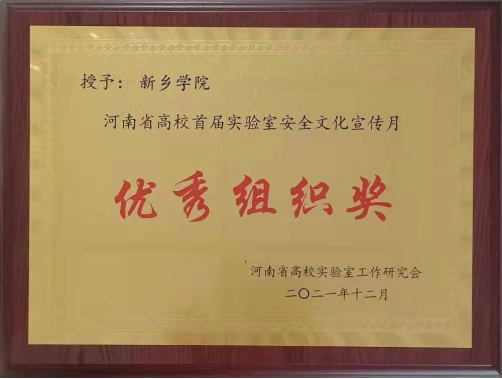 授予： 新乡学院
河南省高校首届实验室安全文化宣传月
优秀组织奖
河南省高校实验室工作研究会
二〇二一年十二月